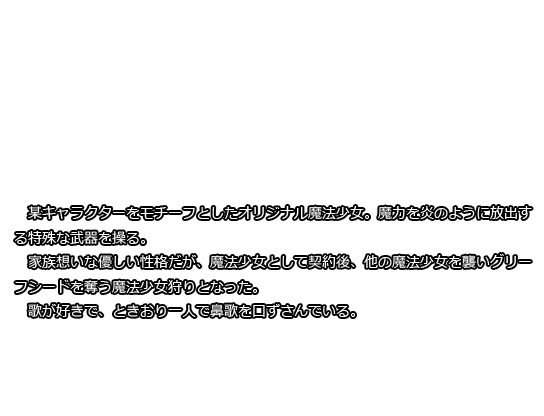 某キャラクターをモチーフとしたオリジナル魔法少女。魔力を炎のように放出す
る特殊な武器を操る。
　家族想いな優しい性格だが、魔法少女として契約後、他の魔法少女を襲いグリー
フシードを奪う魔法少女狩りとなった。
　歌が好きで、ときおり一人で鼻歌を口ずさんでいる。